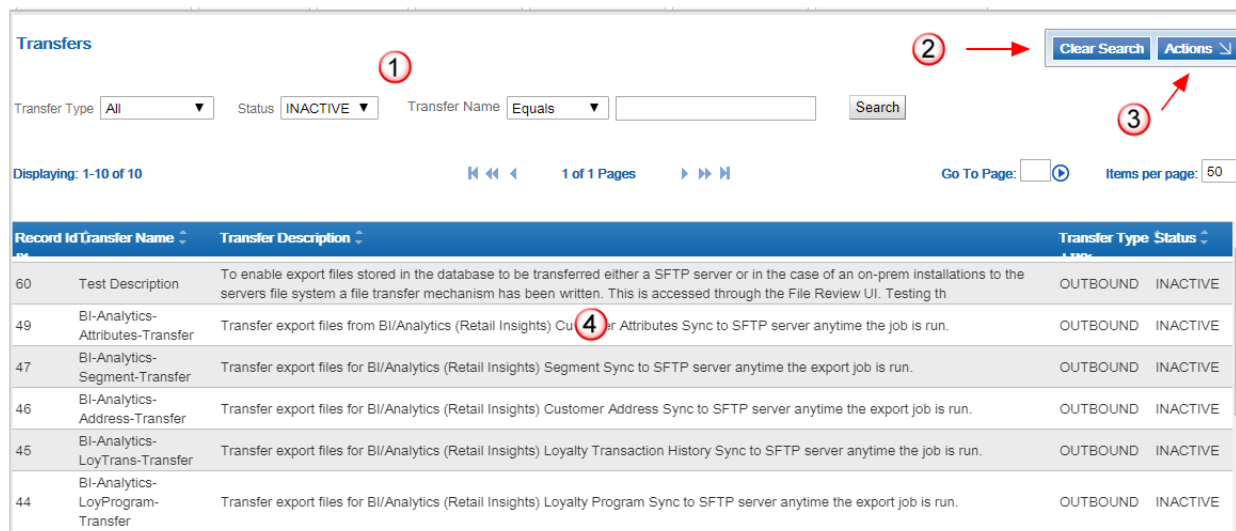 Transfers
1
2
Clear Search Actions
Transfer Type All Status INACTIVE Transfer Name Equals Search
3
Displaying: 1-10 of 10 1 of 1 Pages Go To Page: Items per page: 50
Record Id Transfer Name Transfer Description Transfer Type Status
60 Test Description To enable export files stored in the database to be transferred either a SFTP server or in the case of an on-prem installations to the
servers file system a file transfer mechanism has been written. This is accessed through the File Review UI. Testing th OUTBOUND INACTIVE
49 BI-Analytics-
Attributes-Transfer Transfer export files from BI/Analytics (Retail Insights) Cu Attributes Sync to SFTP server anytime the job is run. OUTBOUND INACTIVE
4
47 BI-Analytics-
Segment-Transfer Transfer export files for BI/Analytics (Retail Insights) Segment Sync to SFTP server anytime the export job is run. OUTBOUND INACTIVE
46 BI-Analytics-
Address-Transfer Transfer export files for BI/Analytics (Retail Insights) Customer Address Sync to SFTP server anytime the export job is run. OUTBOUND INACTIVE
45 BI-Analytics-
LoyTrans-Transfer Transfer export files for BI/Analytics (Retail Insights) Loyalty Transaction History Sync to SFTP server anytime the job is run. OUTBOUND INACTIVE
44 BI-Analytics-
LoyProgram-
Transfer Transfer export files for BI/Analytics (Retail Insights) Loyalty Program Sync to SFTP server anytime the export job is run. OUTBOUND INACTIVE